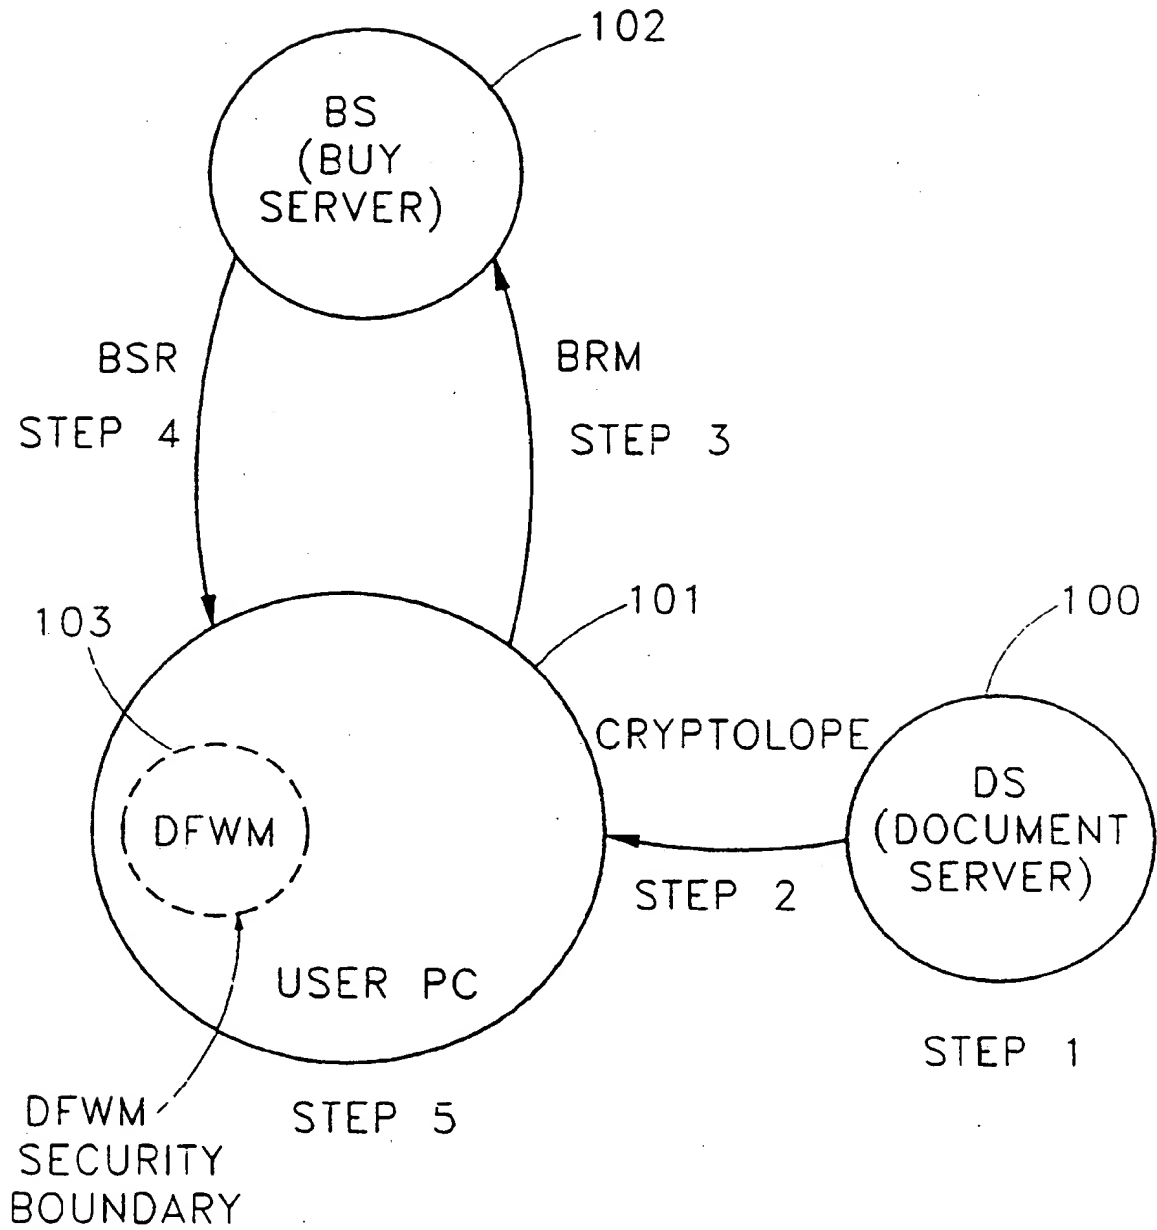 102
BS
(BUY
SERVER)
BSR
BRM
STEP 4
STEP 3
103
101
100
CRYPTOLOPE
DS
(DOCUMENT
SERVER)
DFWM
STEP 2
USER PC
STEP 1
DFWM
SECURITY
BOUNDARY
STEP 5